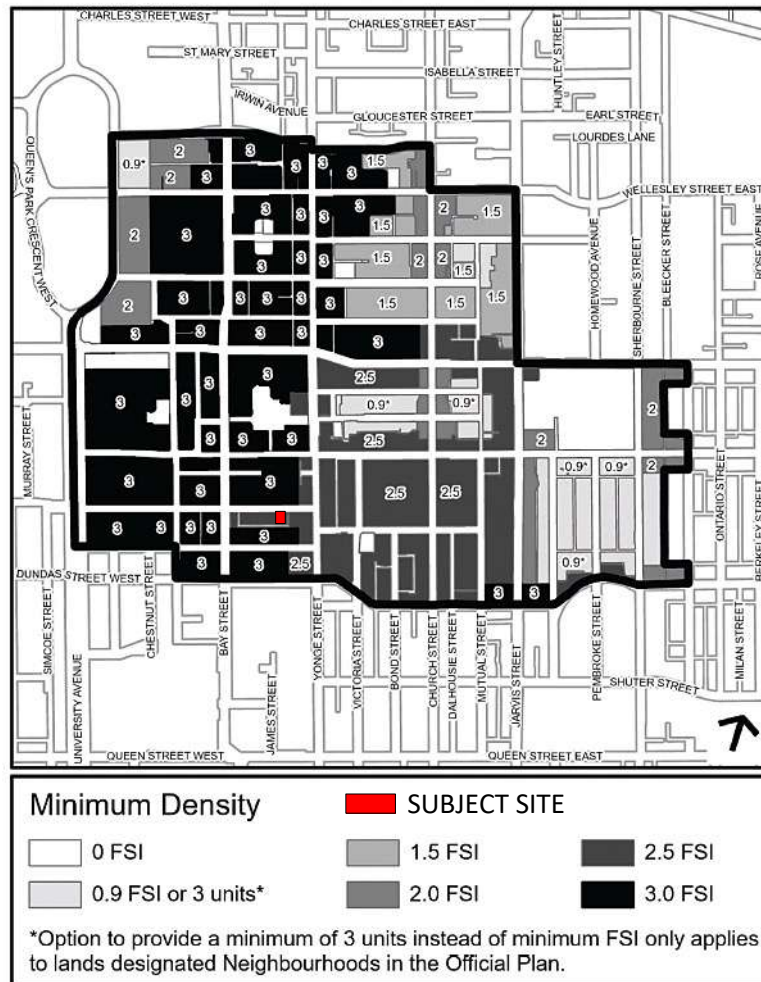 CHARLES STREET WEST
CHARLES STREET EAST
ST MARY STREET
ISABELLA STREET
HUNTLEY STREET
IRWIN AVENUE
GLOUCESTER STREET
EARL STREET
LOURDES LANE
QUEEN'S PARK CRESCENT WEST
0.9* 2 3 3 3 1.5
2 3
WELLESLEY STREET EAST
2 3 3 3 3 3 1.5 2 1.5
1.5
3 3 3 1.5 2 2 1.5
HOMEWOOD AVENUE
SHERBOURNE STREET
BLEECKER STREET
ROSE AVENUE
2 3 3 3 3 3 3 1.5 1.5 1.5
3 3 3 3 3
3 3 3 2.5 2
0.9* 0.9*
3 3 3 3 2.5 2
MURRAY STREET
3 3 3 2.5 2.5 0.9* 0.9* 2
ONTARIO STREET
BERKELEY STREET
3 3 3 3 3
DUNDAS STREET WEST
3 3 2.5 3 3 0.9*
SIMCOE STREET
UNIVERSITY AVENUE
CHESTNUT STREET
BAY STREET
JAMES STREET
YONGE STREET
VICTORIA STREET
BOND STREET
CHURCH STREET
DALHOUSIE STREET
MUTUAL STREET
JARVIS STREET
PEMBROKE STREET
MILAN STREET
SHUTER STREET
QUEEN STREET WEST
QUEEN STREET EAST
Minimum Density
SUBJECT SITE
0 FSI
1.5 FSI
2.5 FSI
0.9 FSI or 3 units*
2.0 FSI
3.0 FSI
*Option to provide a minimum of 3 units instead of minimum FSI only applies
to lands designated Neighbourhoods in the Official Plan.